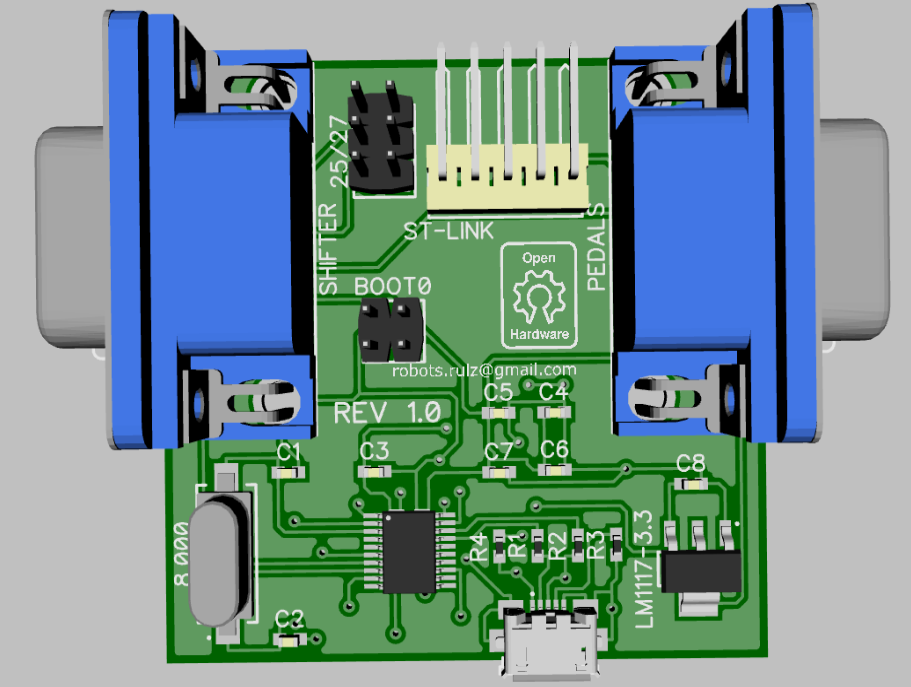 25/27
SHIFTER
ST-LINK
PEDALS
Open
Hardware
BOOT0
robots.rulz@gmail.com
REV 1.0
C5
C4
C1
C3
C7
C6
C8
8.000
R4
R1
R2
R3
LM1117-3.3
C2